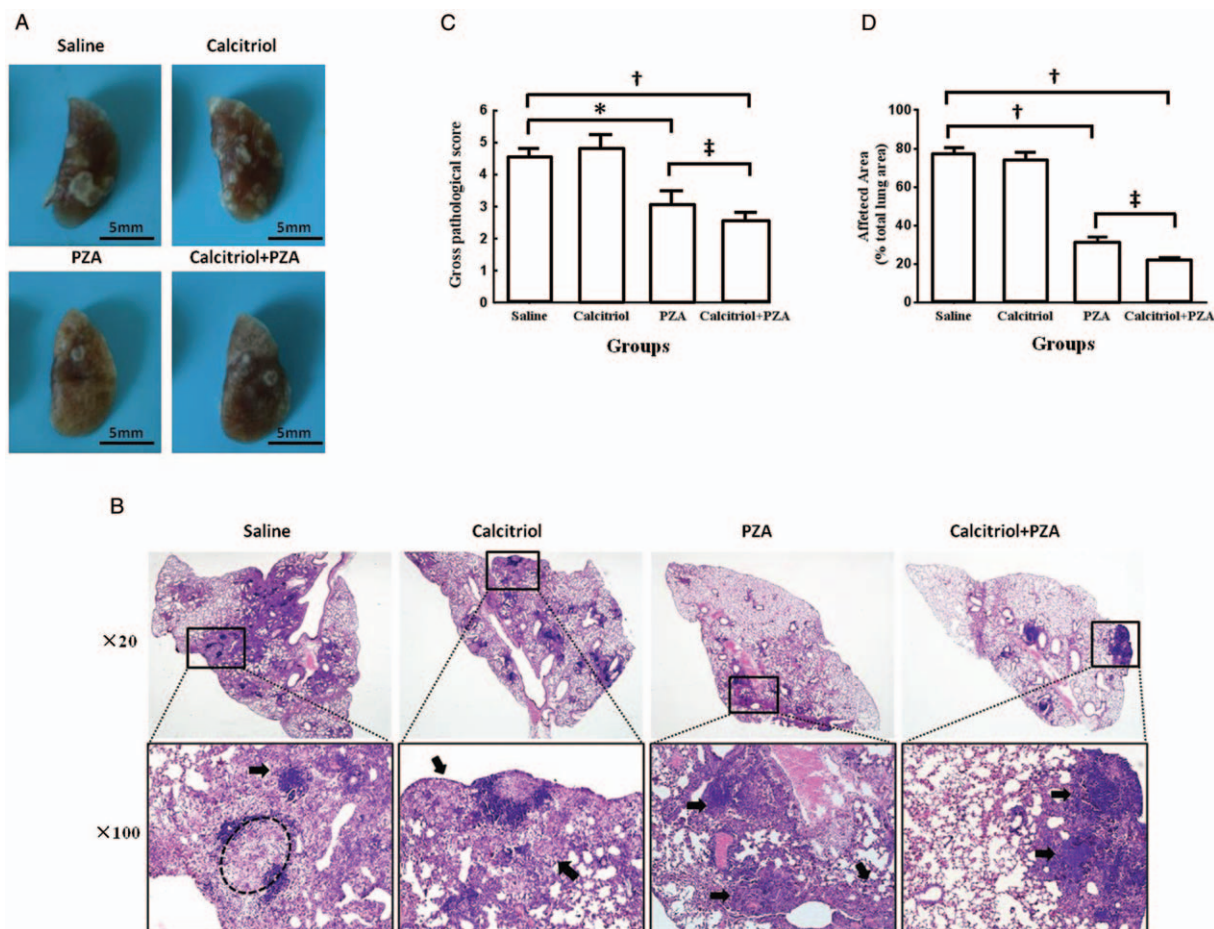 A
Saline
Calcitriol
5mm
5mm
PZA
Calcitriol+PZA
5mm
5mm
C
†
*
‡
Gross pathological score
6
5
4
3
2
1
0
Saline
Calcitriol
PZA
Calcitriol+PZA
Groups
D
†
†
‡
Affetecd Area
(% total lung area)
100
80
60
40
20
0
Saline
Calcitriol
PZA
Calcitriol+PZA
Groups
B
Saline
Calcitriol
PZA
Calcitriol+PZA
×20
×100